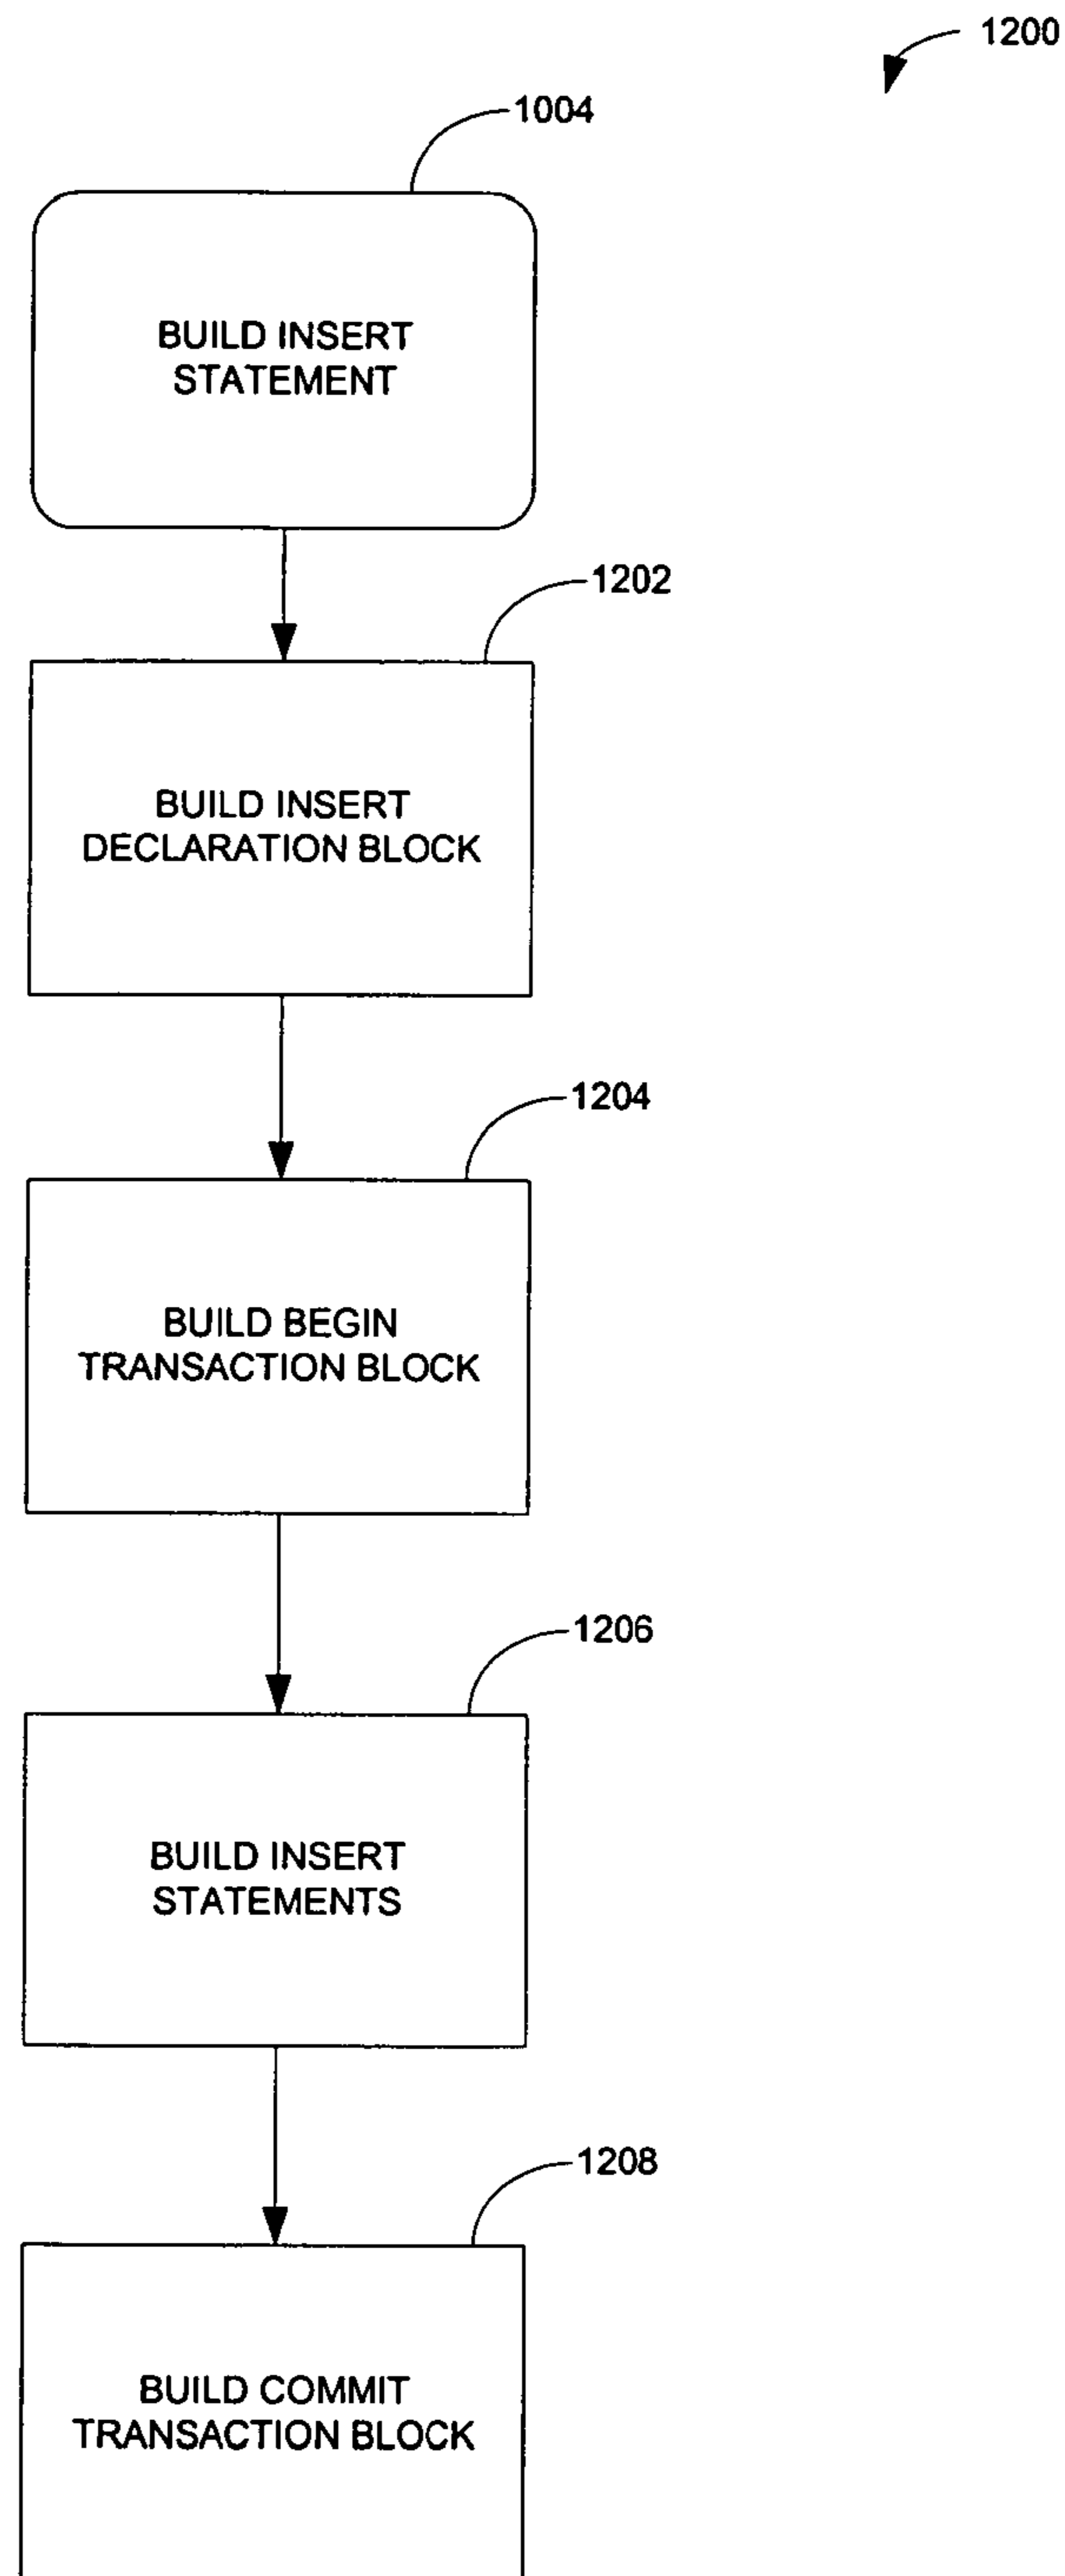 1200
1004
BUILD INSERT
STATEMENT
1202
BUILD INSERT
DECLARATION BLOCK
1204
BUILD BEGIN
TRANSACTION BLOCK
1206
BUILD INSERT
STATEMENTS
1208
BUILD COMMIT
TRANSACTION BLOCK